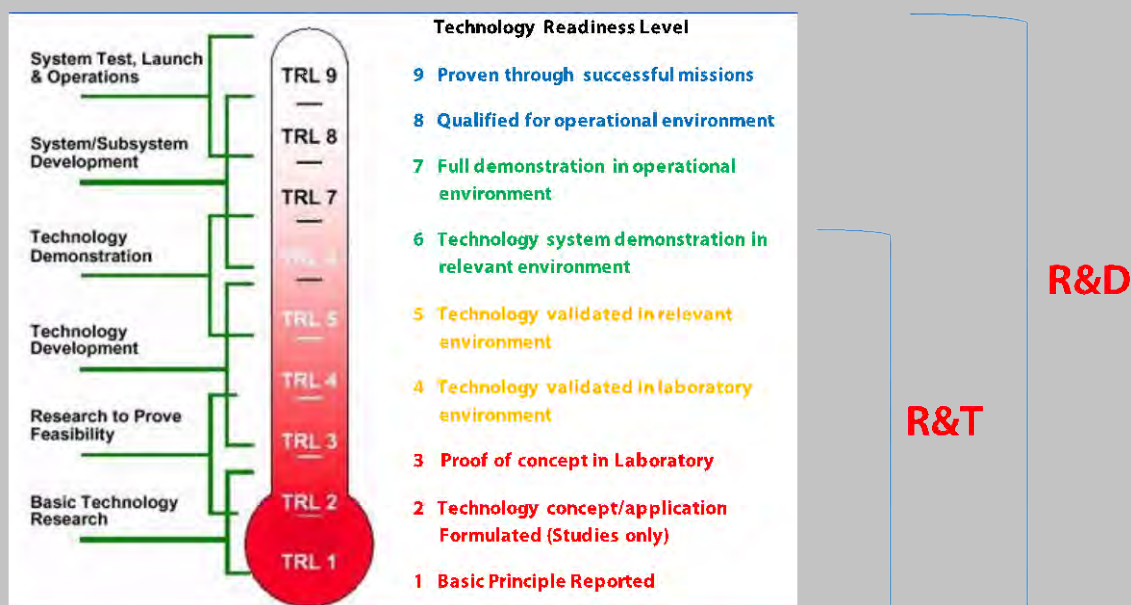 Technology Readiness Level
System Test, Launch
& Operations
System/Subsystem
Development
Technology
Demonstration
Technology
Development
Research to Prove
Feasibility
Basic Technology
Research
TRL 9
TRL 8
TRL 7
TRL 5
TRL 4
TRL 3
TRL 2
TRL 1
9 Proven through successful missions
8 Qualified for operational environment
7 Full demonstration in operational
environment
6 Technology system demonstration in
relevant environment
5 Technology validated in relevant
environment
4 Technology validated in laboratory
environment
3 Proof of concept in Laboratory
2 Technology concept/application
Formulated (Studies only)
1 Basic Principle Reported
R&T
R&D